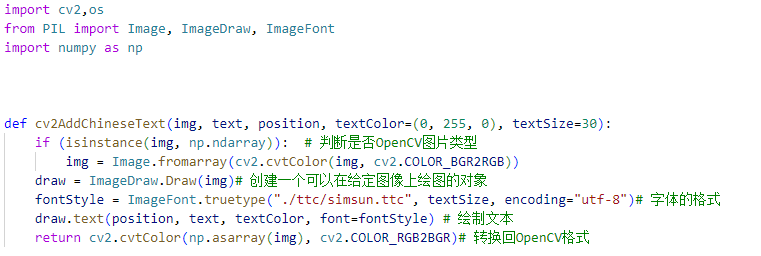 import cv2,os
from PIL import Image, ImageDraw, ImageFont
import numpy as np
def cv2AddChineseText(img, text, position, textColor=(0, 255, 0), textSize=30):
    if (isinstance(img, np.ndarray)):  # 判断是否OpenCV图片类型
        img = Image.fromarray(cv2.cvtColor(img, cv2.COLOR_BGR2RGB))
    draw = ImageDraw.Draw(img)# 创建一个可以在给定图像上绘图的对象
    fontStyle = ImageFont.truetype("./ttc/simsun.ttc", textSize, encoding="utf-8")# 字体的格式
    draw.text(position, text, textColor, font=fontStyle) # 绘制文本
    return cv2.cvtColor(np.asarray(img), cv2.COLOR_RGB2BGR)# 转换回OpenCV格式